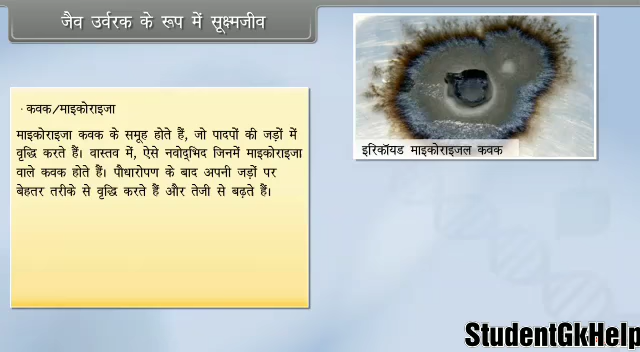 जैव उर्वरक के रूप में सूक्ष्मजीव
· कवक/माइकोराइजा
माइकोराइजा कवक के समूह होते हैं, जो पादपों की जड़ों में
वृद्धि करते हैं। वास्तव में, ऐसे नवोद्भिद जिनमें माइकोराइजा
वाले कवक होते हैं। पौधारोपण के बाद अपनी जड़ों पर
बेहतर तरीके से वृद्धि करते हैं और तेजी से बढ़ते हैं।
इरिकॉयड माइकोराइजल कवक
StudentGkHelp